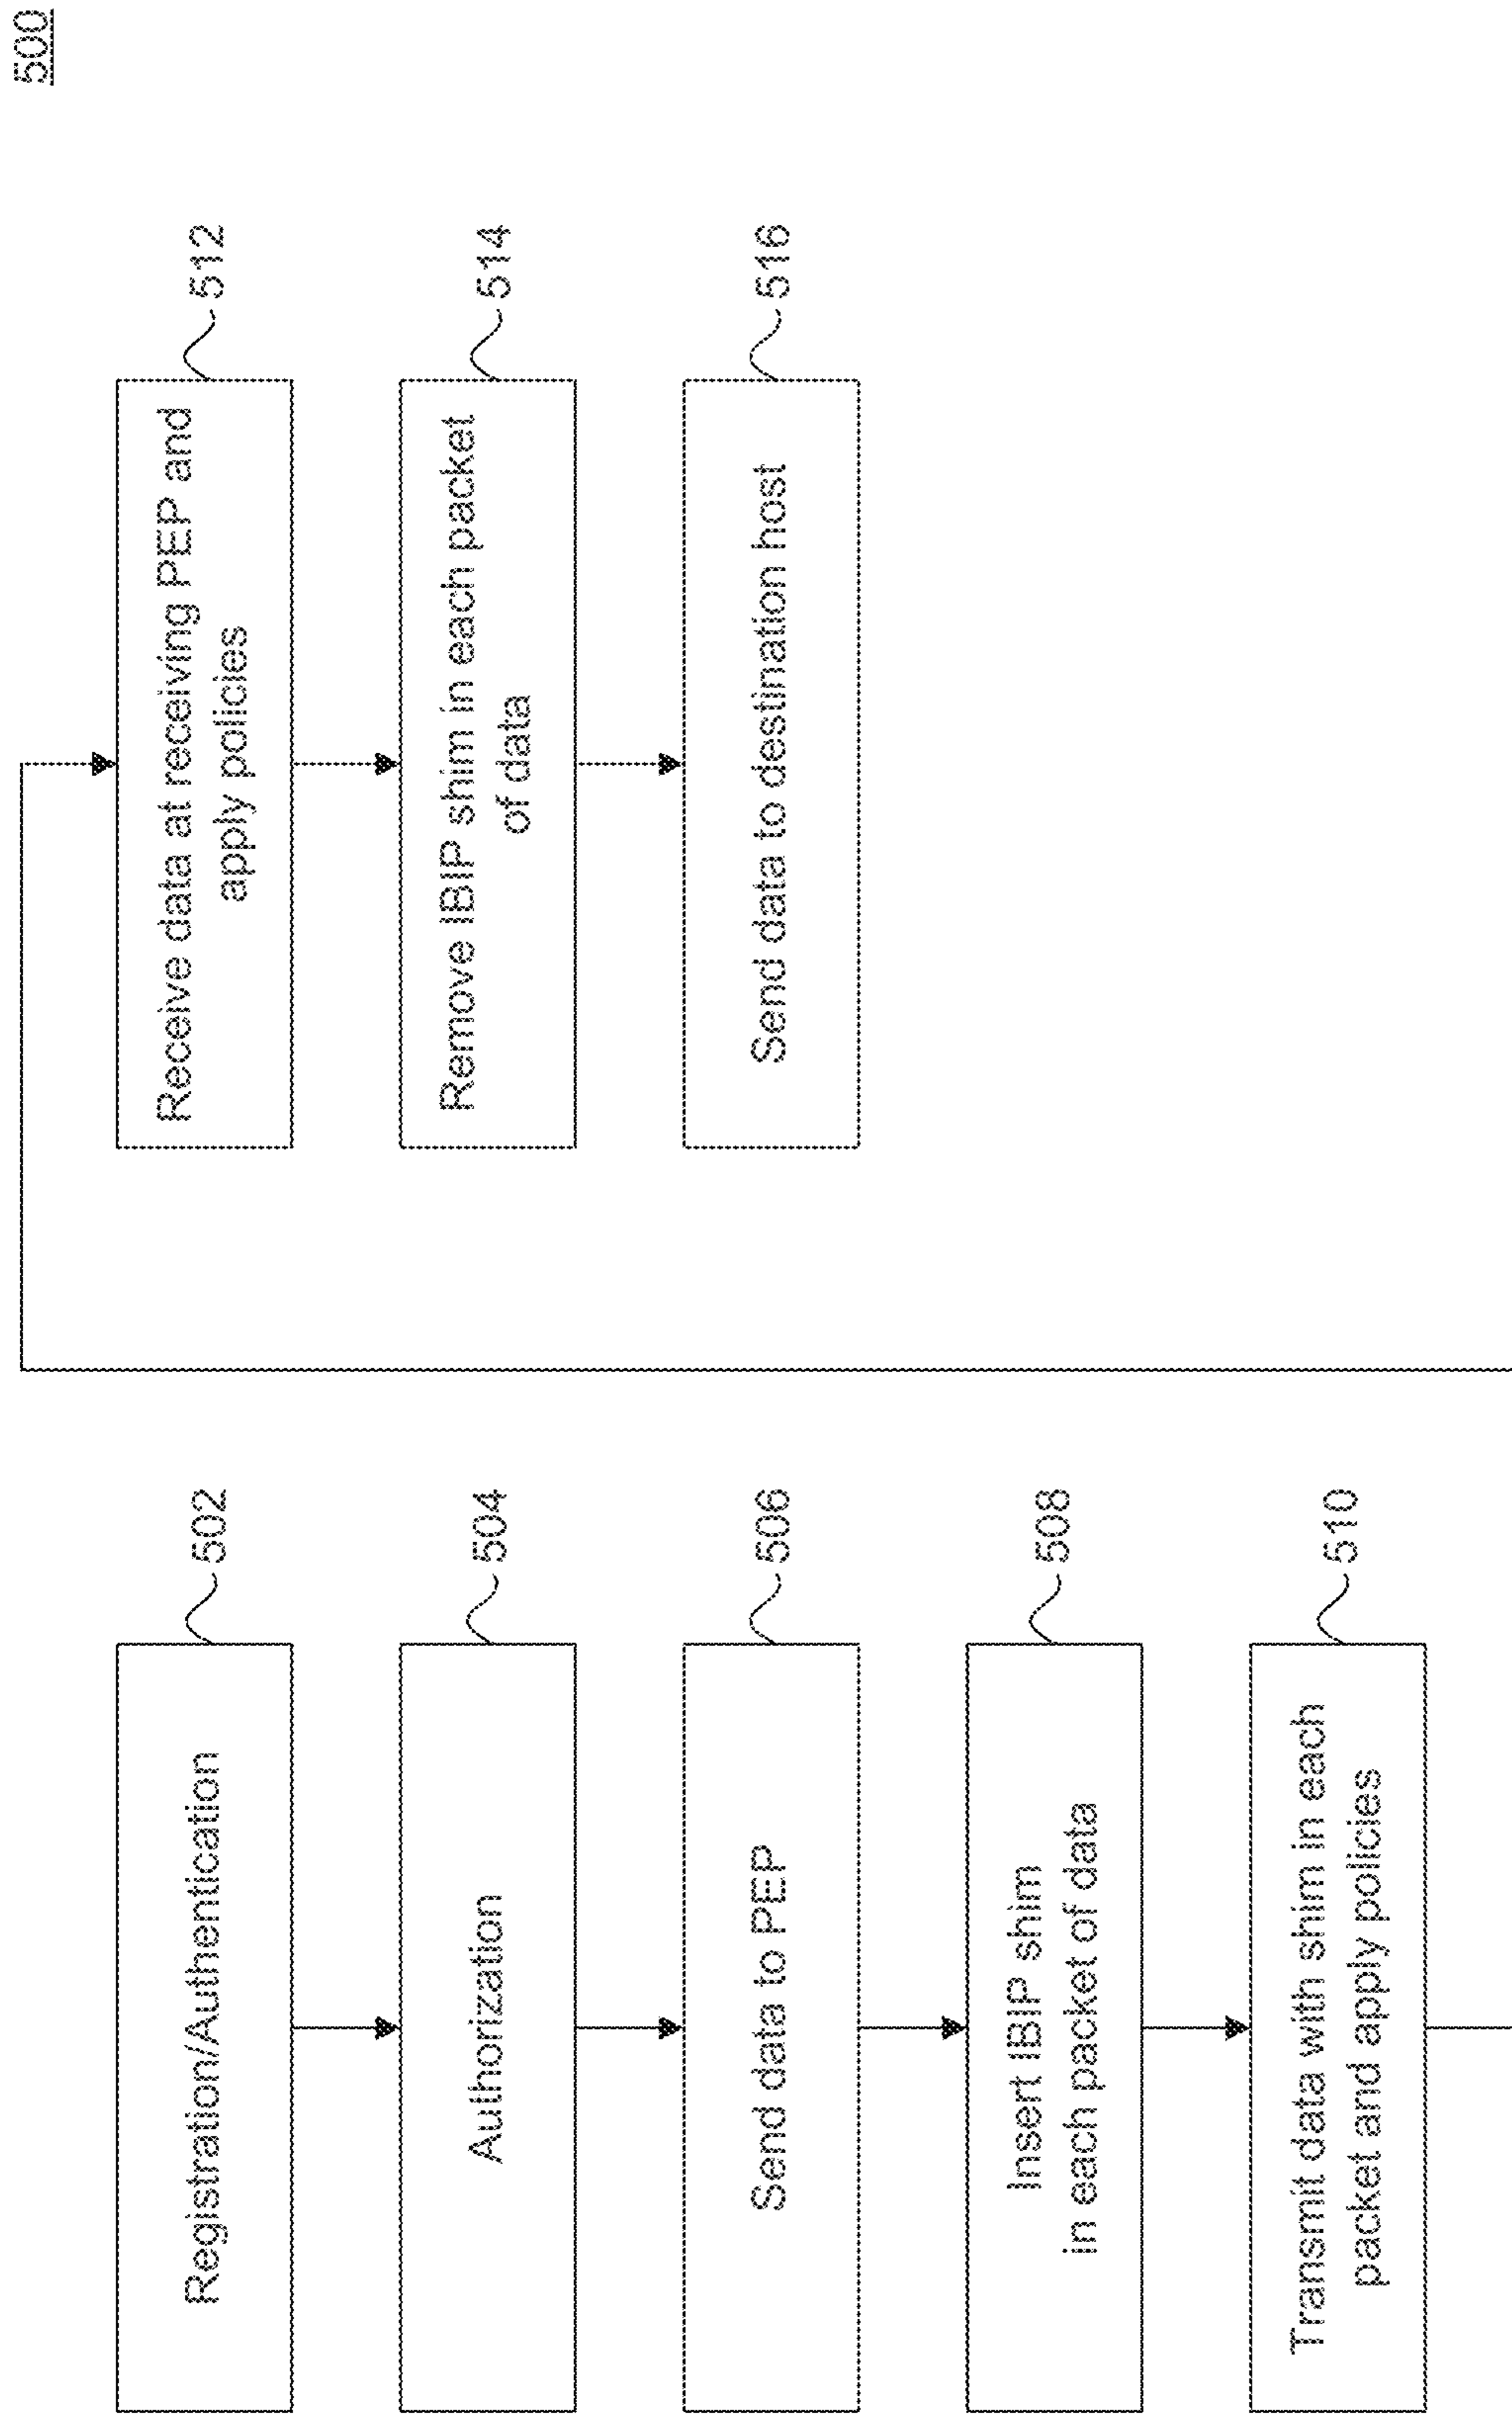 500
Registration/Authentication
502
Authorization
504
Send data to PEP
506
Insert IBIP shim
in each packet of data
508
Transmit data with shim in each
packet and apply policies
510
Receive data at receiving PEP and
apply policies
512
Remove IBIP shim in each packet
of data
514
Send data to destination host
516